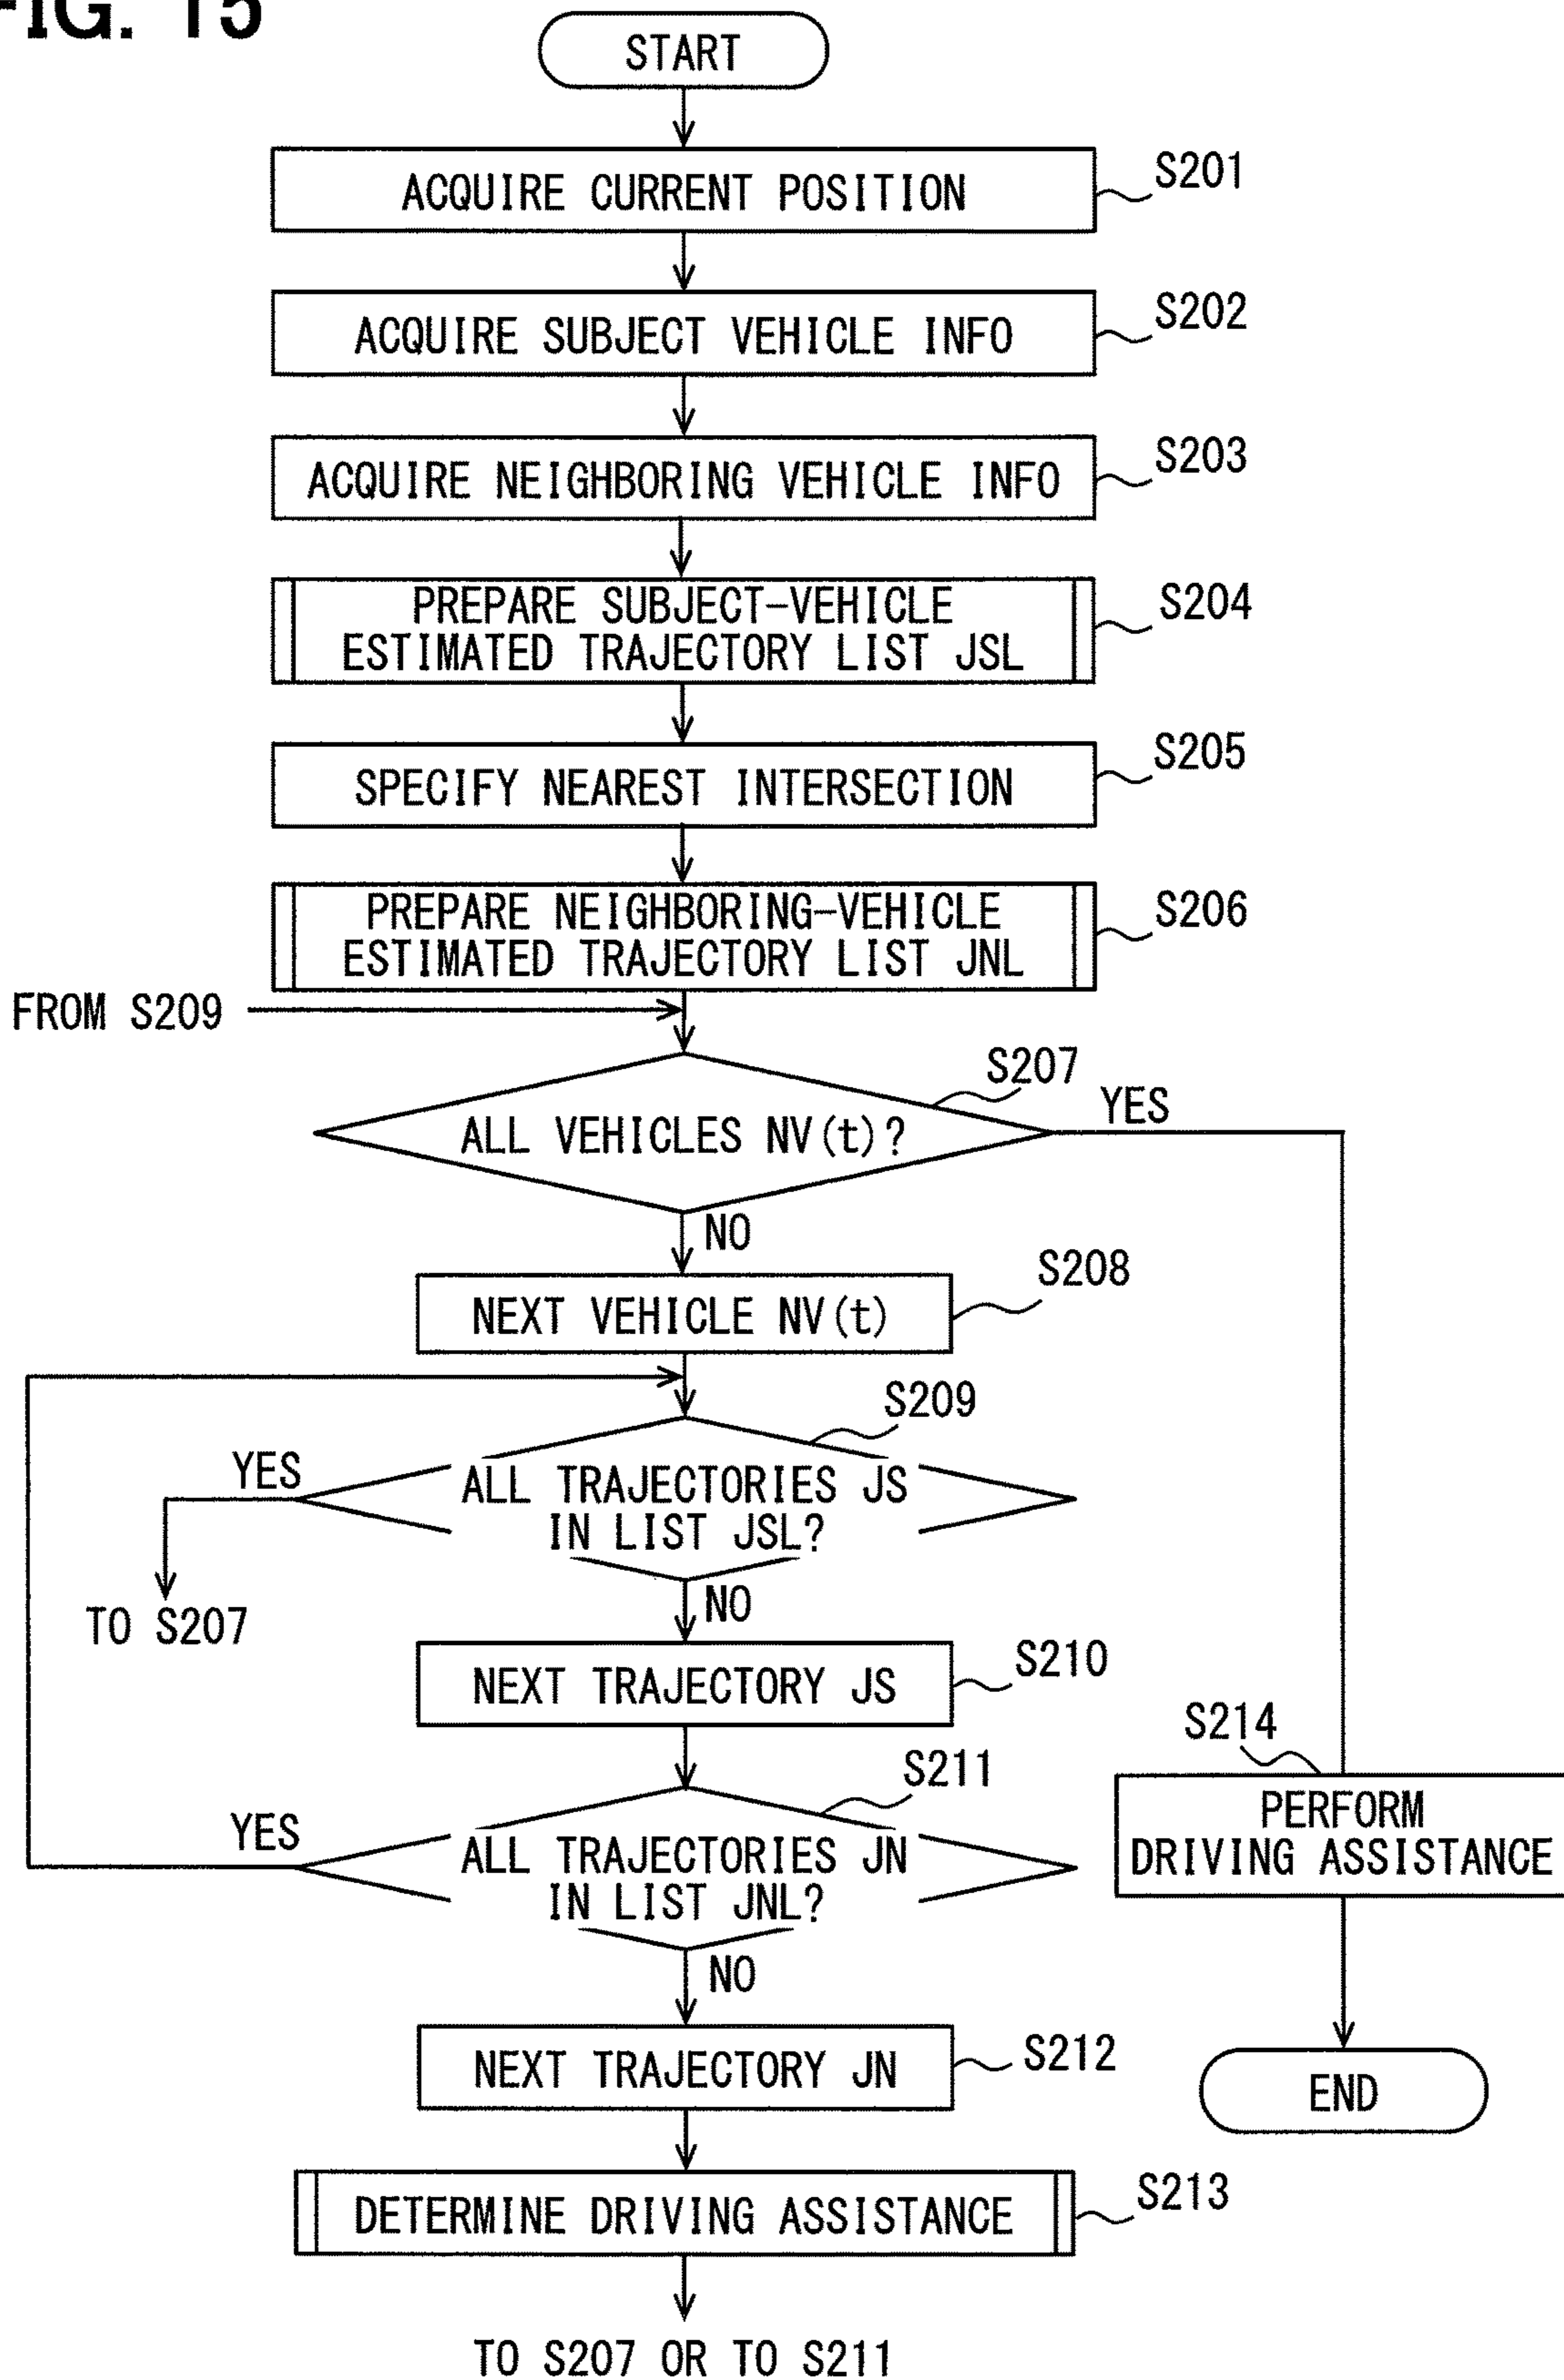 FIG. 15
START
ACQUIRE CURRENT POSITION
S201
ACQUIRE SUBJECT VEHICLE INFO
S202
ACQUIRE NEIGHBORING VEHICLE INFO
S203
PREPARE SUBJECT-VEHICLE
ESTIMATED TRAJECTORY LIST JSL
S204
SPECIFY NEAREST INTERSECTION
S205
PREPARE NEIGHBORING-VEHICLE
ESTIMATED TRAJECTORY LIST JNL
S206
FROM S209
S207
ALL VEHICLES NV(t)?
YES
NO
NEXT VEHICLE NV(t)
S208
S209
YES
ALL TRAJECTORIES JS
IN LIST JSL?
TO S207
NO
NEXT TRAJECTORY JS
S210
S211
YES
ALL TRAJECTORIES JN
IN LIST JNL?
NO
S214
PERFORM
DRIVING ASSISTANCE
NEXT TRAJECTORY JN
S212
END
DETERMINE DRIVING ASSISTANCE
S213
TO S207 OR TO S211